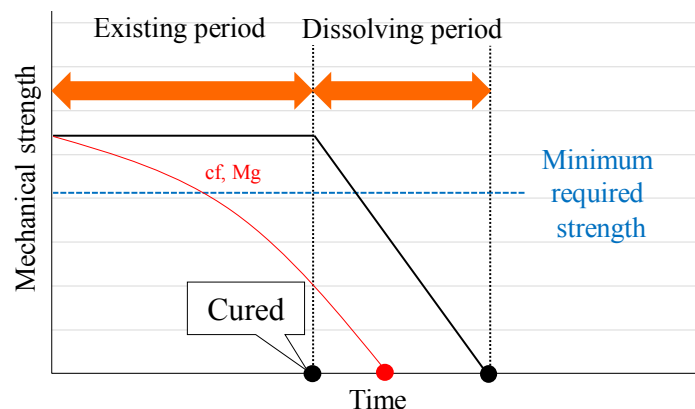 Existing period
Dissolving period
Mechanical strength
cf, Mg
Minimum
required
strength
Cured
Time